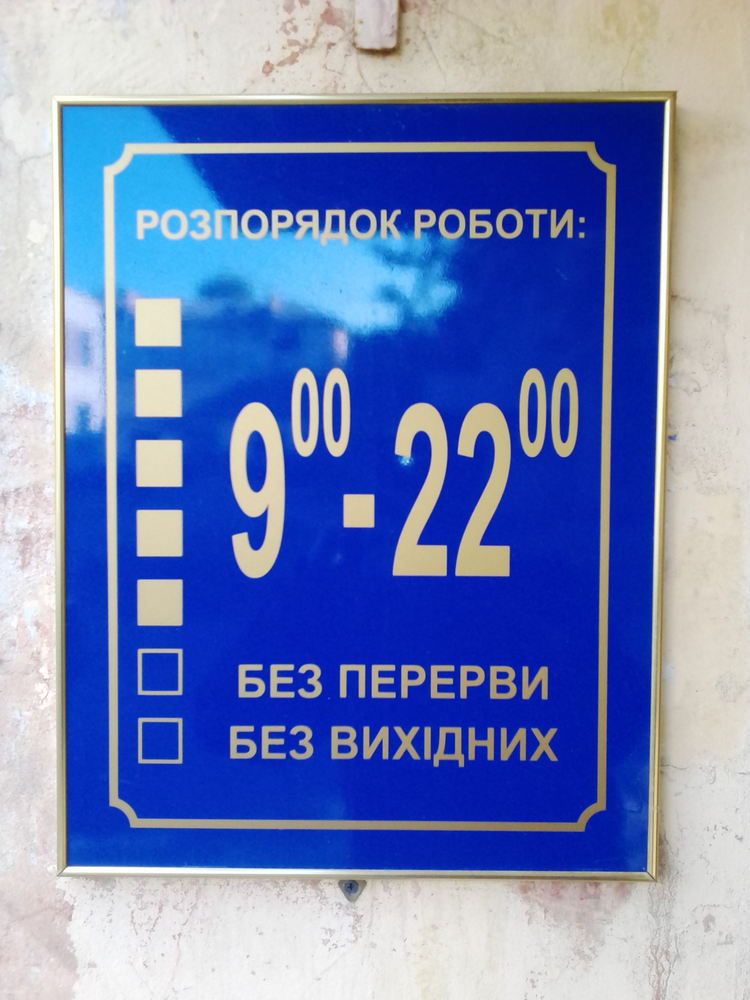 РОЗПОРЯДОК РОБОТИ:
9⁰⁰-22⁰⁰
БЕЗ ПЕРЕРВИ
БЕЗ ВИХІДНИХ